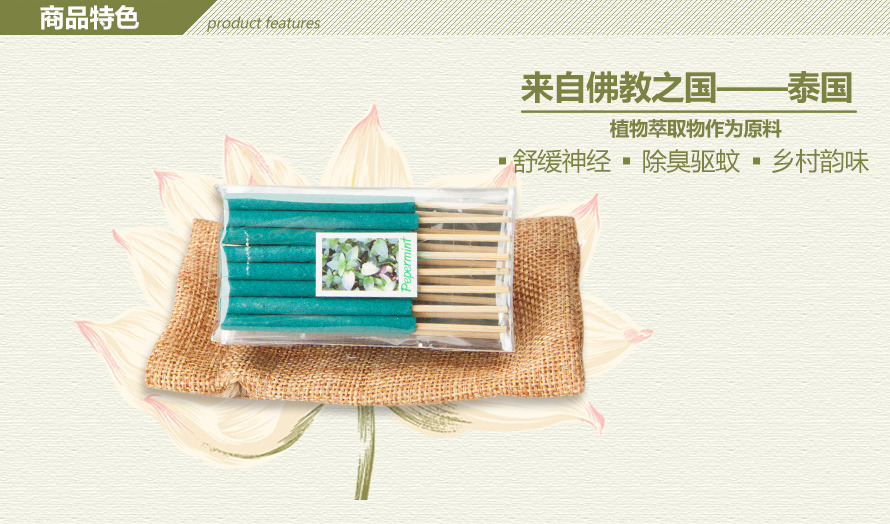 商品特色 product features
来自佛教之国——泰国
植物萃取物作为原料
▪舒缓神经 ▪ 除臭驱蚊 ▪ 乡村韵味
Pepermint